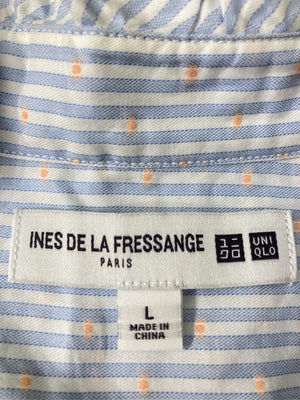 INES DE LA FRESSANGE
PARIS
ユニ
クロ
UNI
QLO
L
MADE IN
CHINA